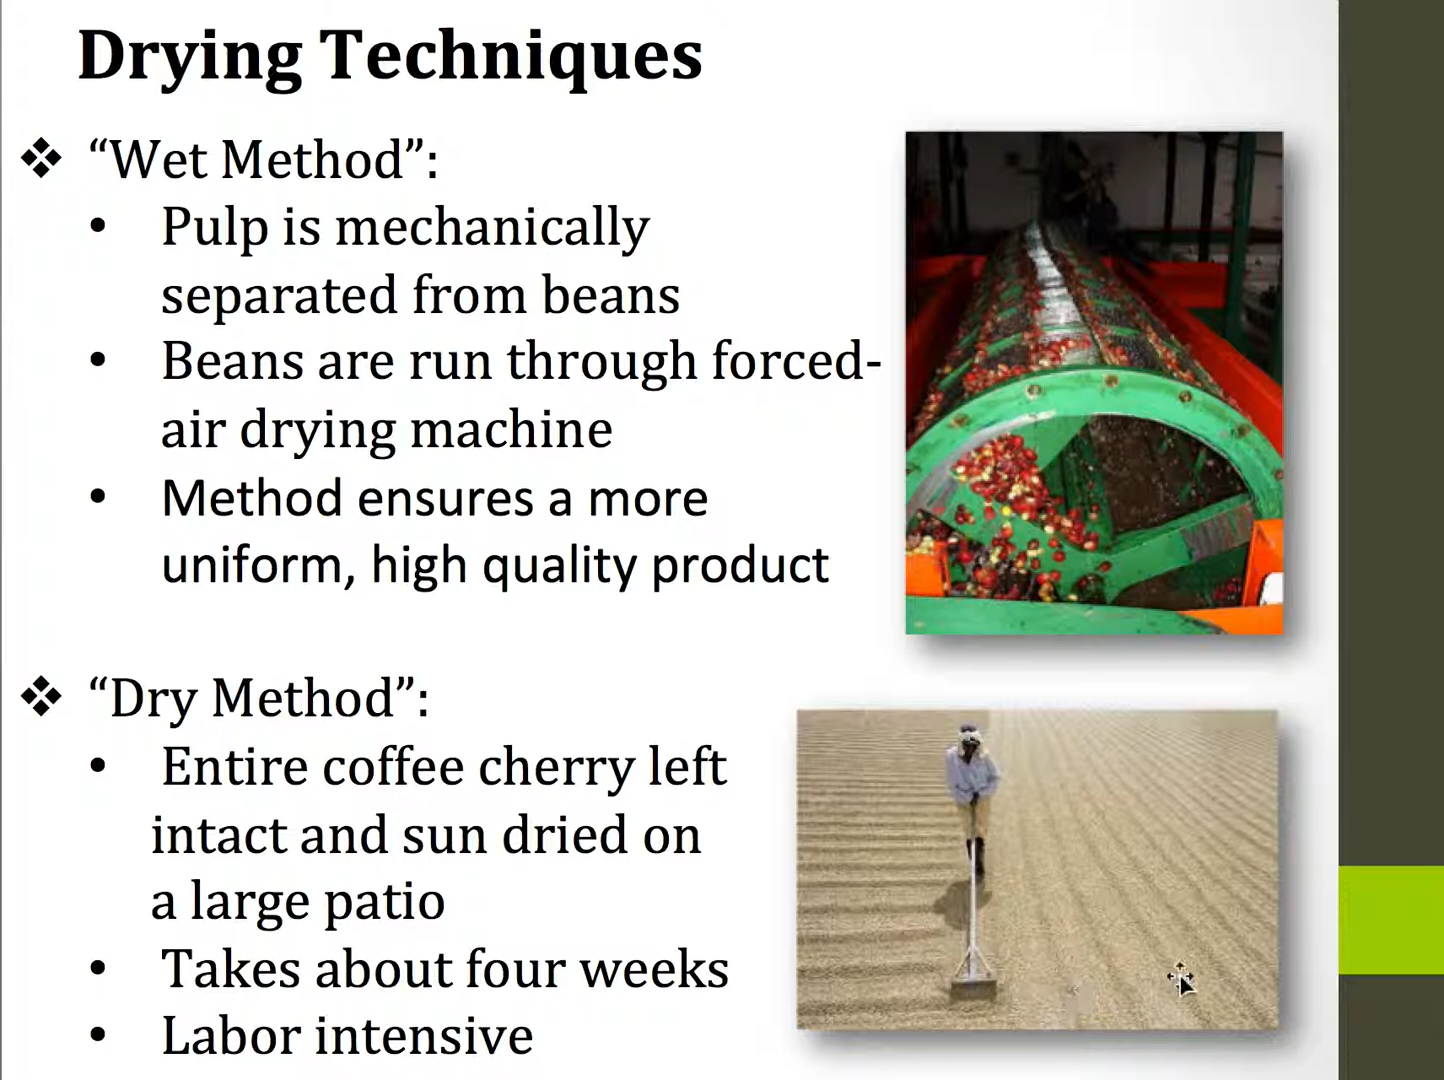 Drying Techniques
❖ “Wet Method”:
• Pulp is mechanically
separated from beans
• Beans are run through forced-
air drying machine
• Method ensures a more
uniform, high quality product
❖ “Dry Method”:
• Entire coffee cherry left
intact and sun dried on
a large patio
• Takes about four weeks
• Labor intensive